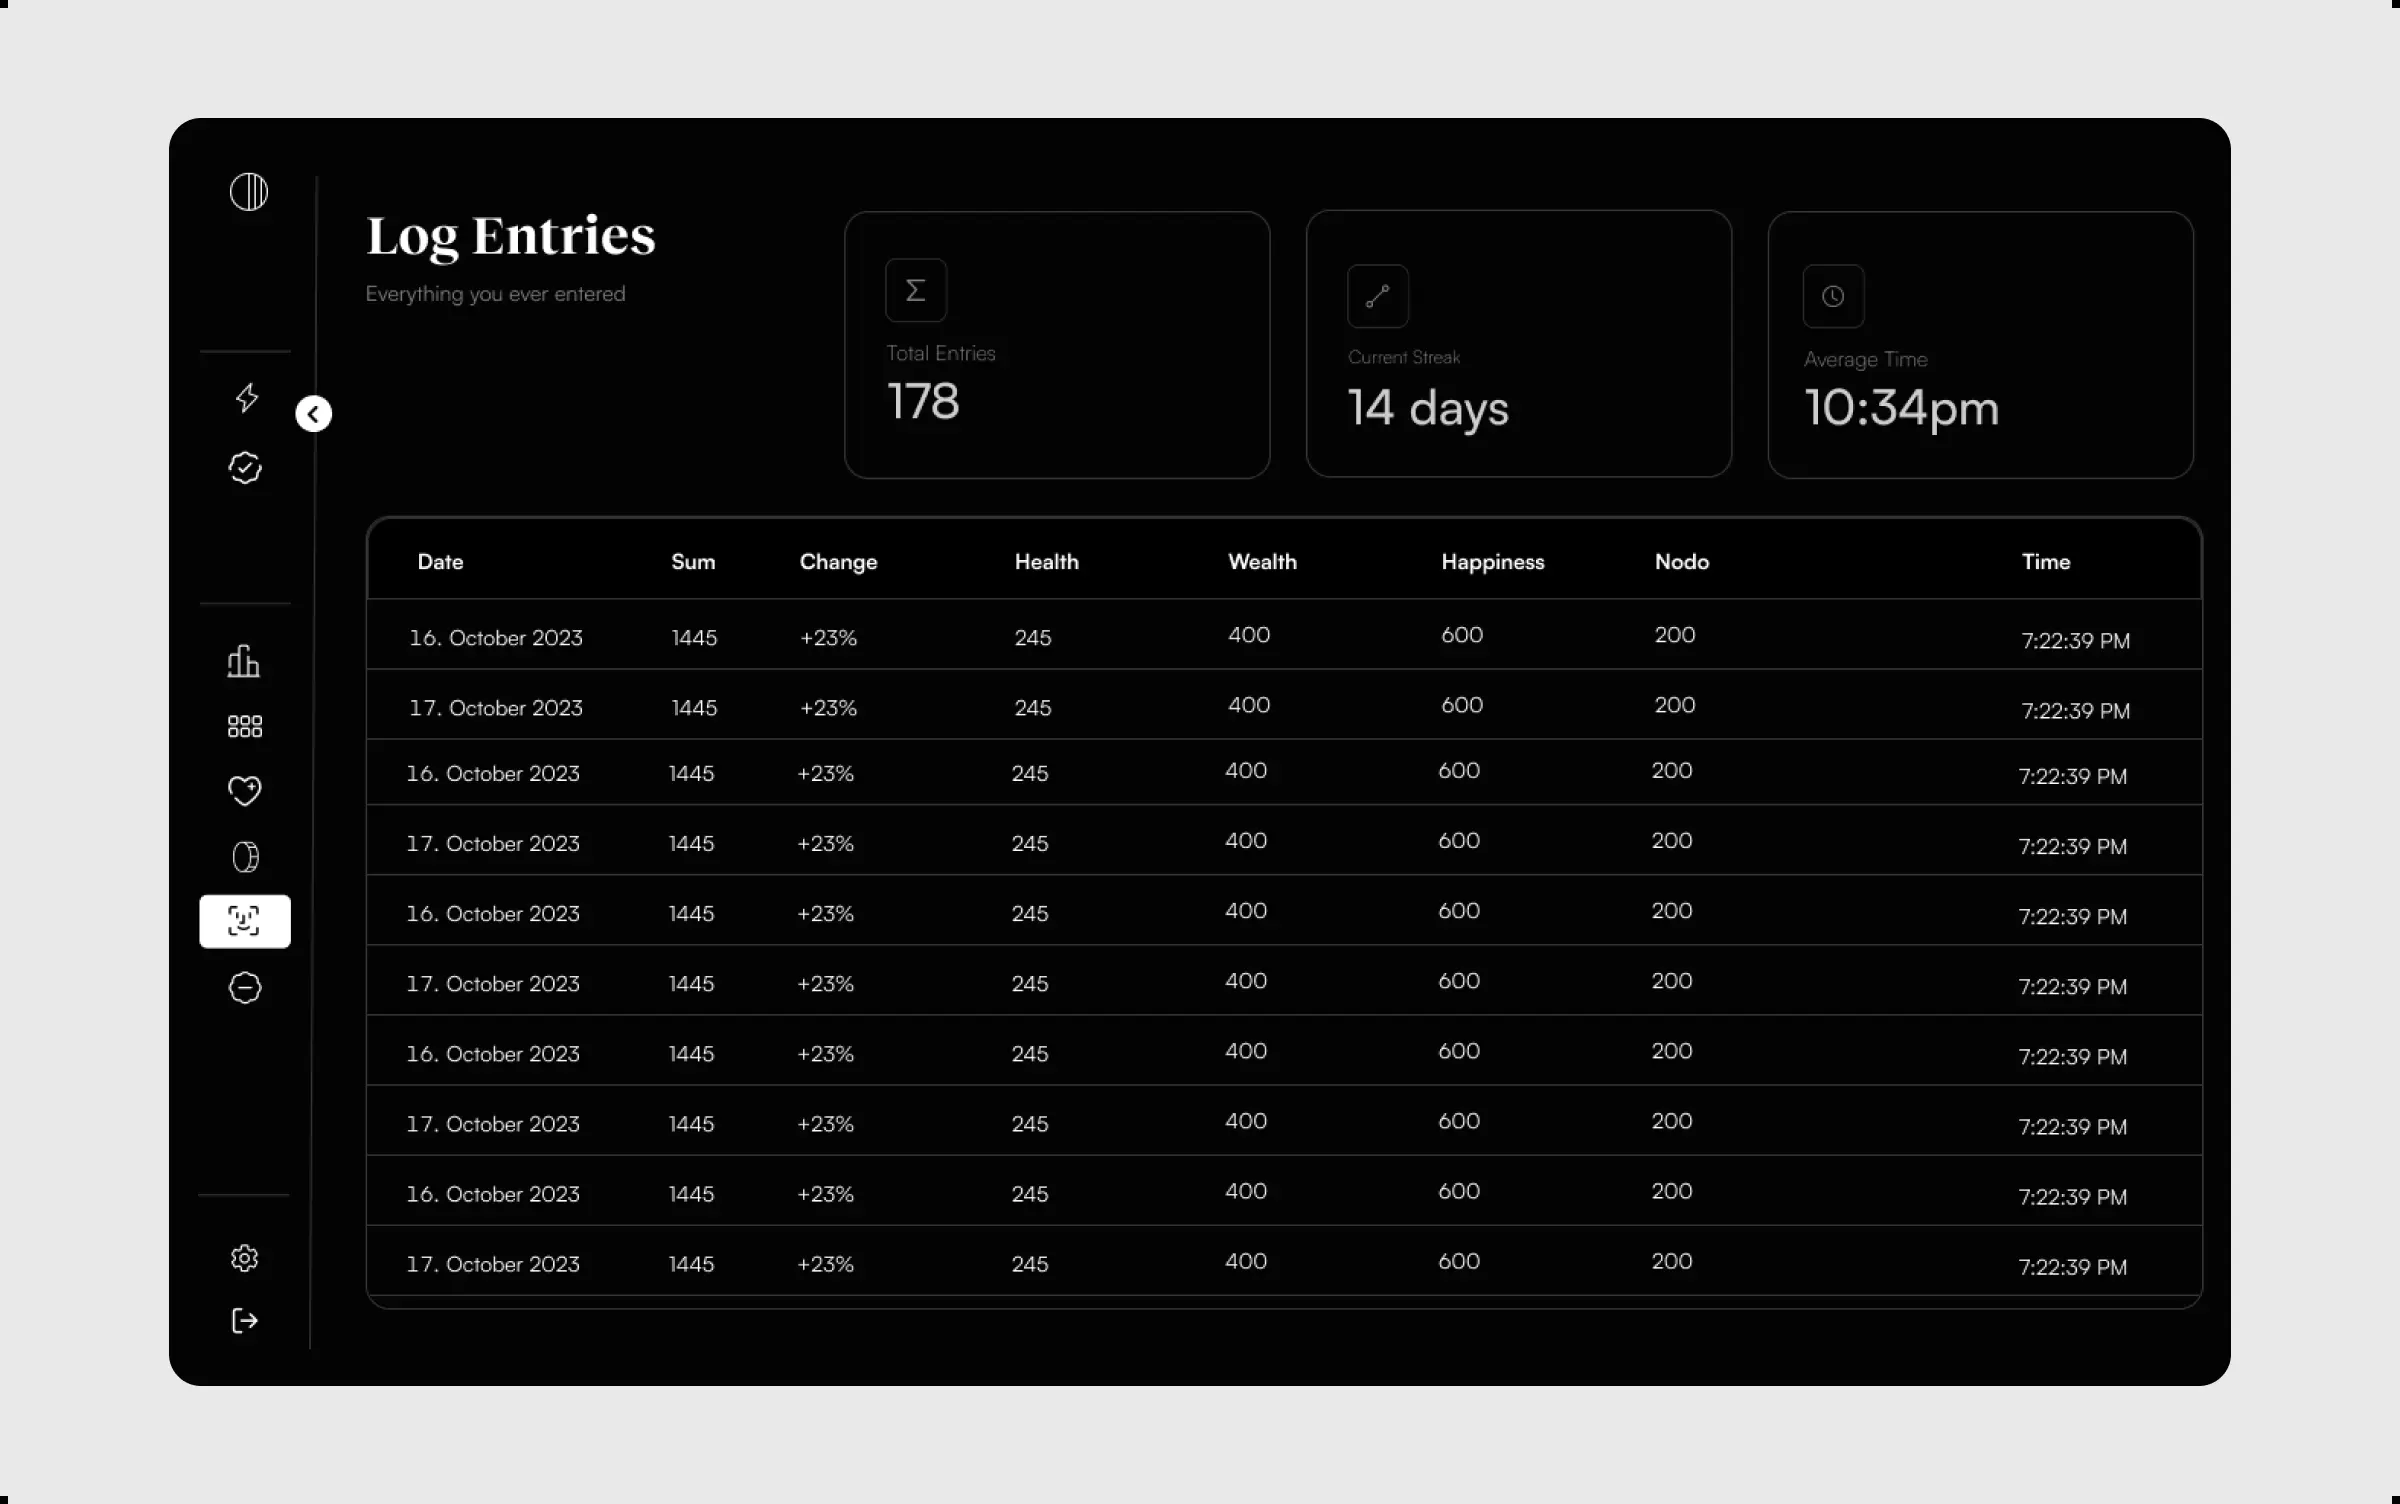 Log Entries
Everything you ever entered
Σ
Total Entries
178
Current Streak
14 days
Average Time
10:34pm
Date Sum Change Health Wealth Happiness Nodo Time
16. October 2023 1445 +23% 245 400 600 200 7:22:39 PM
17. October 2023 1445 +23% 245 400 600 200 7:22:39 PM
16. October 2023 1445 +23% 245 400 600 200 7:22:39 PM
17. October 2023 1445 +23% 245 400 600 200 7:22:39 PM
16. October 2023 1445 +23% 245 400 600 200 7:22:39 PM
17. October 2023 1445 +23% 245 400 600 200 7:22:39 PM
16. October 2023 1445 +23% 245 400 600 200 7:22:39 PM
17. October 2023 1445 +23% 245 400 600 200 7:22:39 PM
16. October 2023 1445 +23% 245 400 600 200 7:22:39 PM
17. October 2023 1445 +23% 245 400 600 200 7:22:39 PM